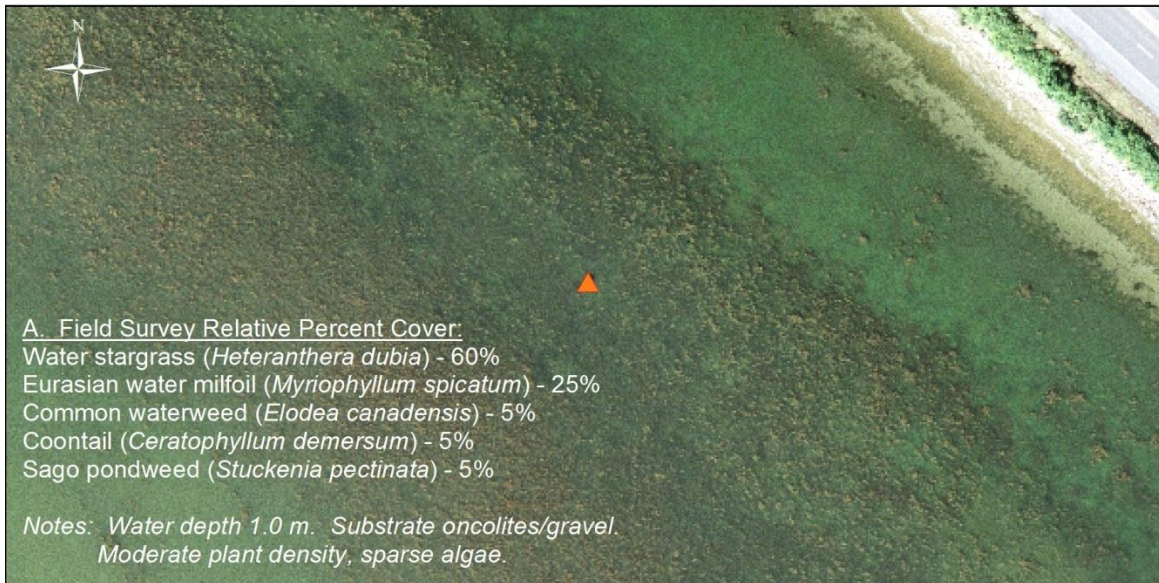 N
A. Field Survey Relative Percent Cover:
Water stargrass (Heteranthera dubia) - 60%
Eurasian water milfoil (Myriophyllum spicatum) - 25%
Common waterweed (Elodea canadensis) - 5%
Coontail (Ceratophyllum demersum) - 5%
Sago pondweed (Stuckenia pectinata) - 5%
Notes: Water depth 1.0 m. Substrate oncolites/gravel.
Moderate plant density, sparse algae.